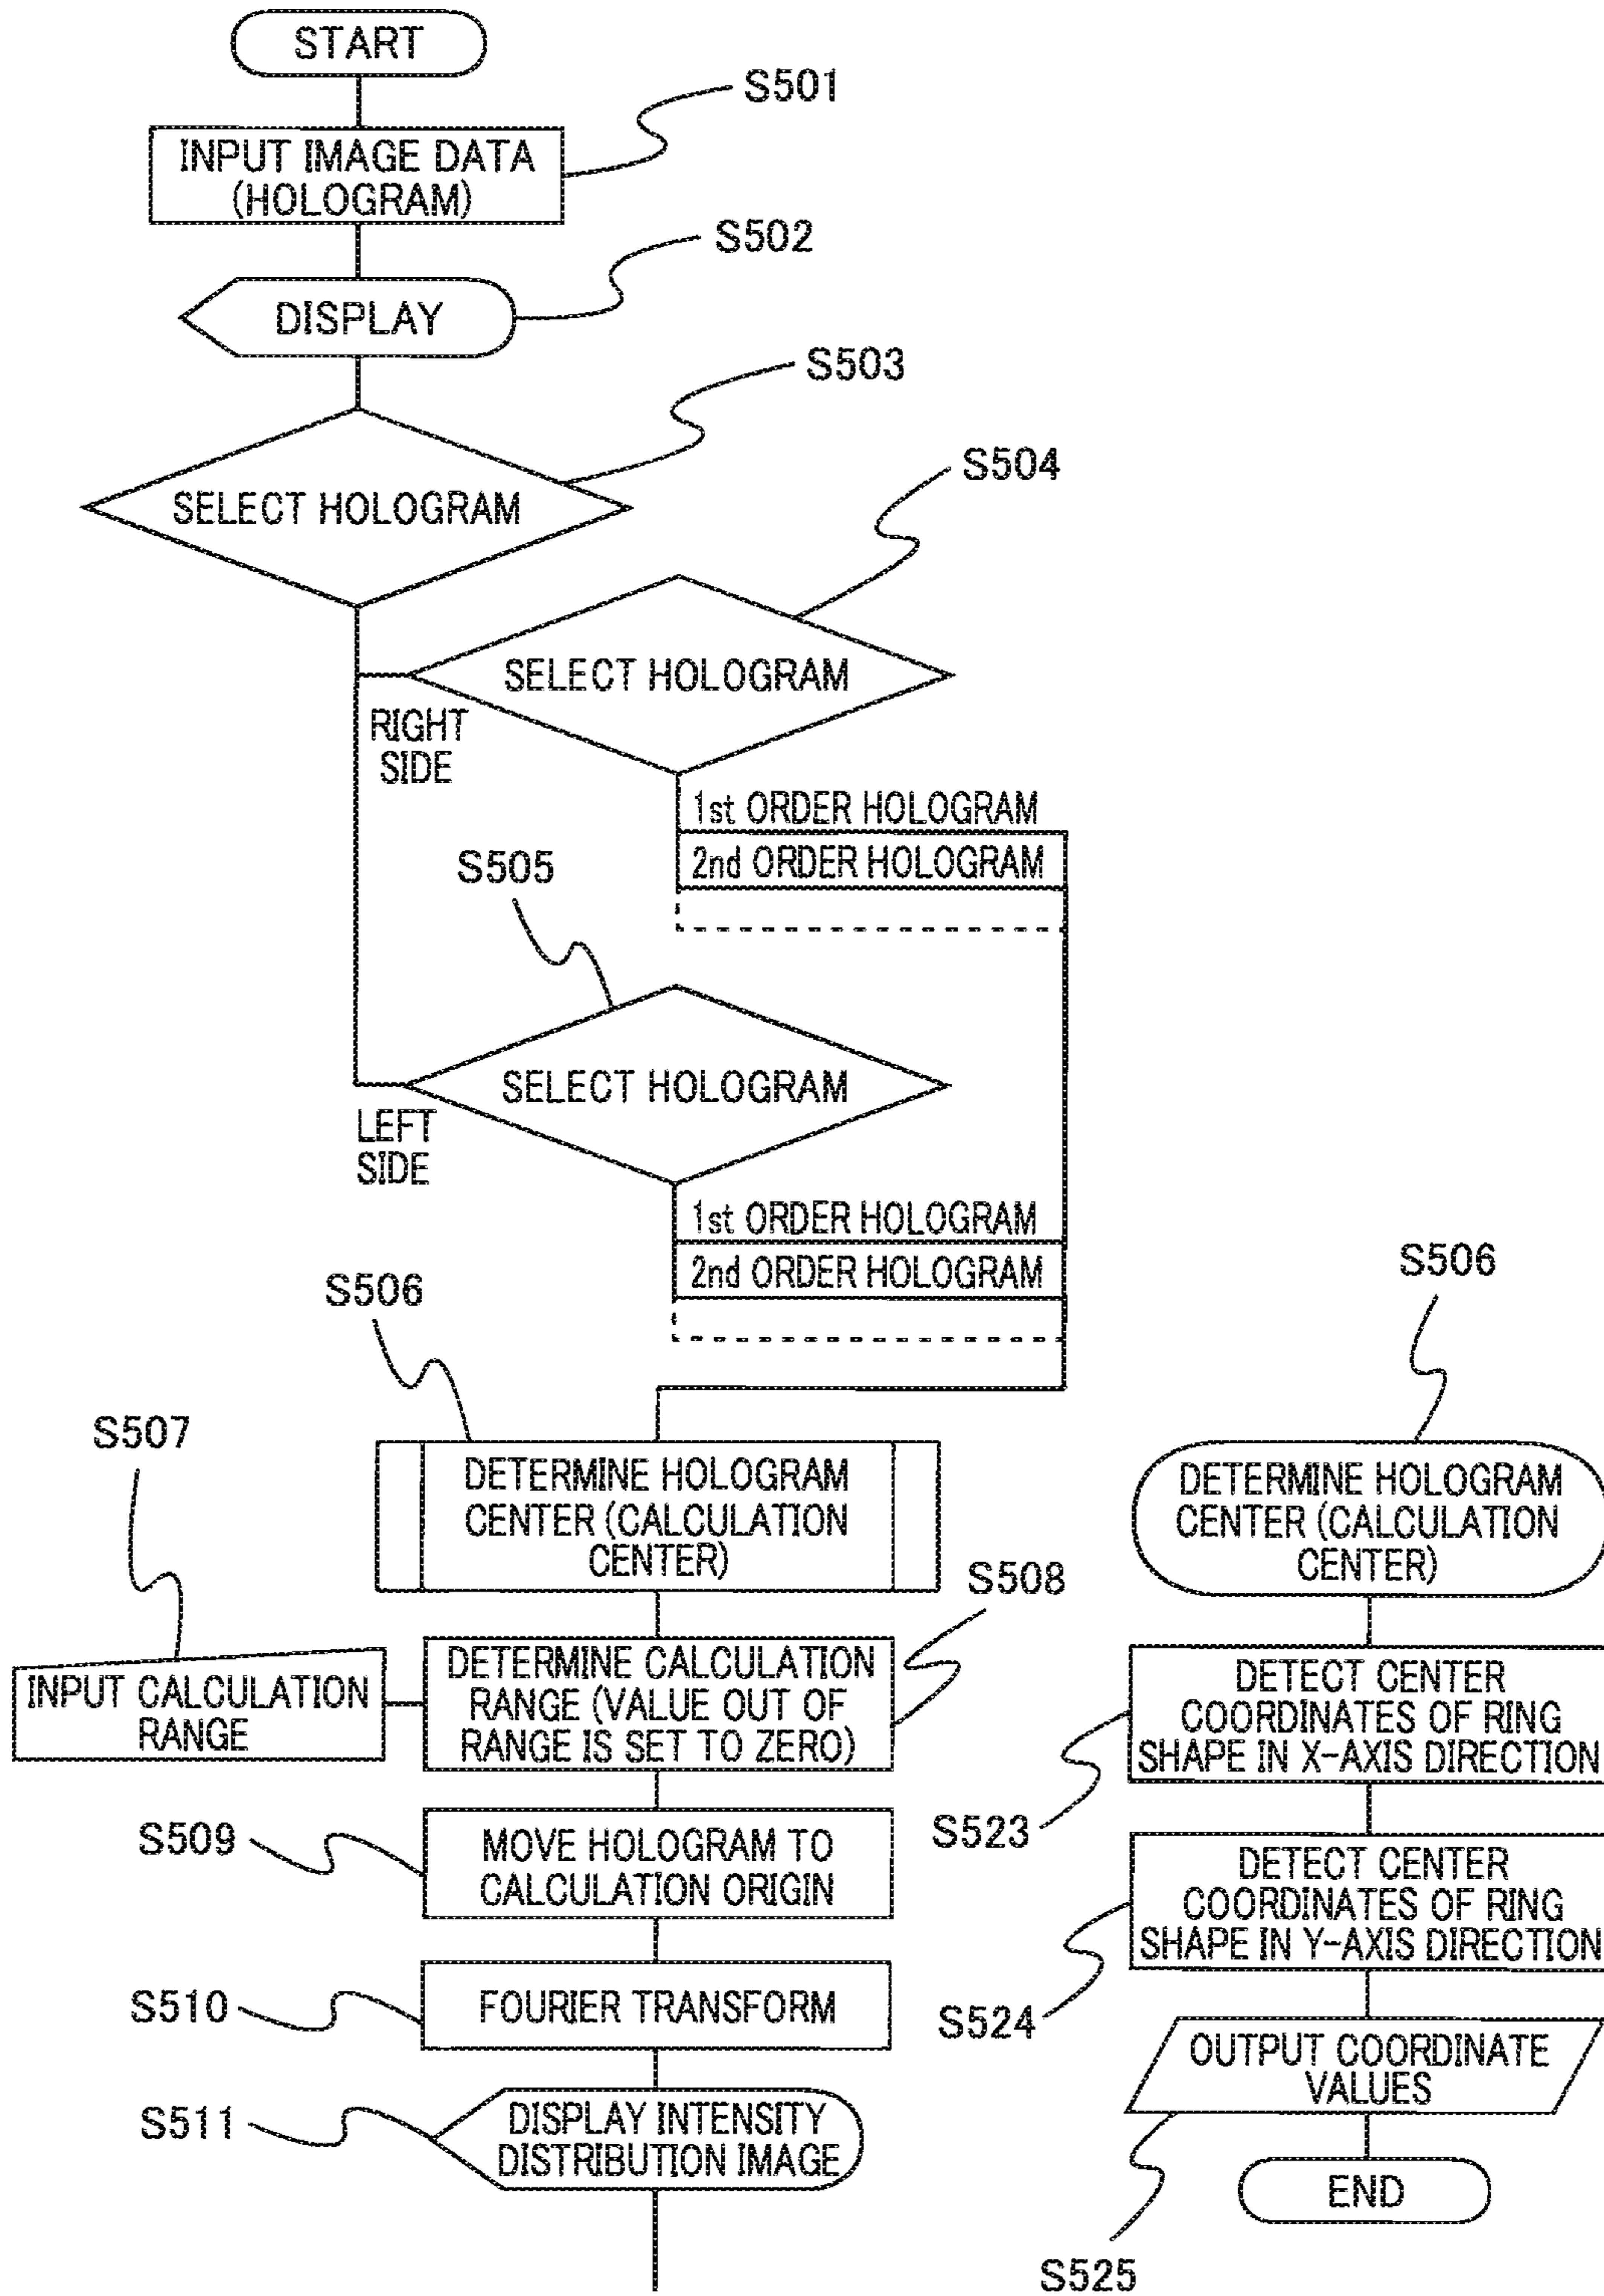 START
S501
INPUT IMAGE DATA
(HOLOGRAM)
S502
DISPLAY
S503
SELECT HOLOGRAM
S504
SELECT HOLOGRAM
RIGHT
SIDE
1st ORDER HOLOGRAM
2nd ORDER HOLOGRAM
S505
SELECT HOLOGRAM
LEFT
SIDE
1st ORDER HOLOGRAM
2nd ORDER HOLOGRAM
S506
DETERMINE HOLOGRAM
CENTER (CALCULATION
CENTER)
S507
INPUT CALCULATION
RANGE
S508
DETERMINE CALCULATION
RANGE (VALUE OUT OF
RANGE IS SET TO ZERO)
S509
MOVE HOLOGRAM TO
CALCULATION ORIGIN
S510
FOURIER TRANSFORM
S511
DISPLAY INTENSITY
DISTRIBUTION IMAGE
S506
DETERMINE HOLOGRAM
CENTER (CALCULATION
CENTER)
S523
DETECT CENTER
COORDINATES OF RING
SHAPE IN X-AXIS DIRECTION
S524
DETECT CENTER
COORDINATES OF RING
SHAPE IN Y-AXIS DIRECTION
OUTPUT COORDINATE
VALUES
S525
END